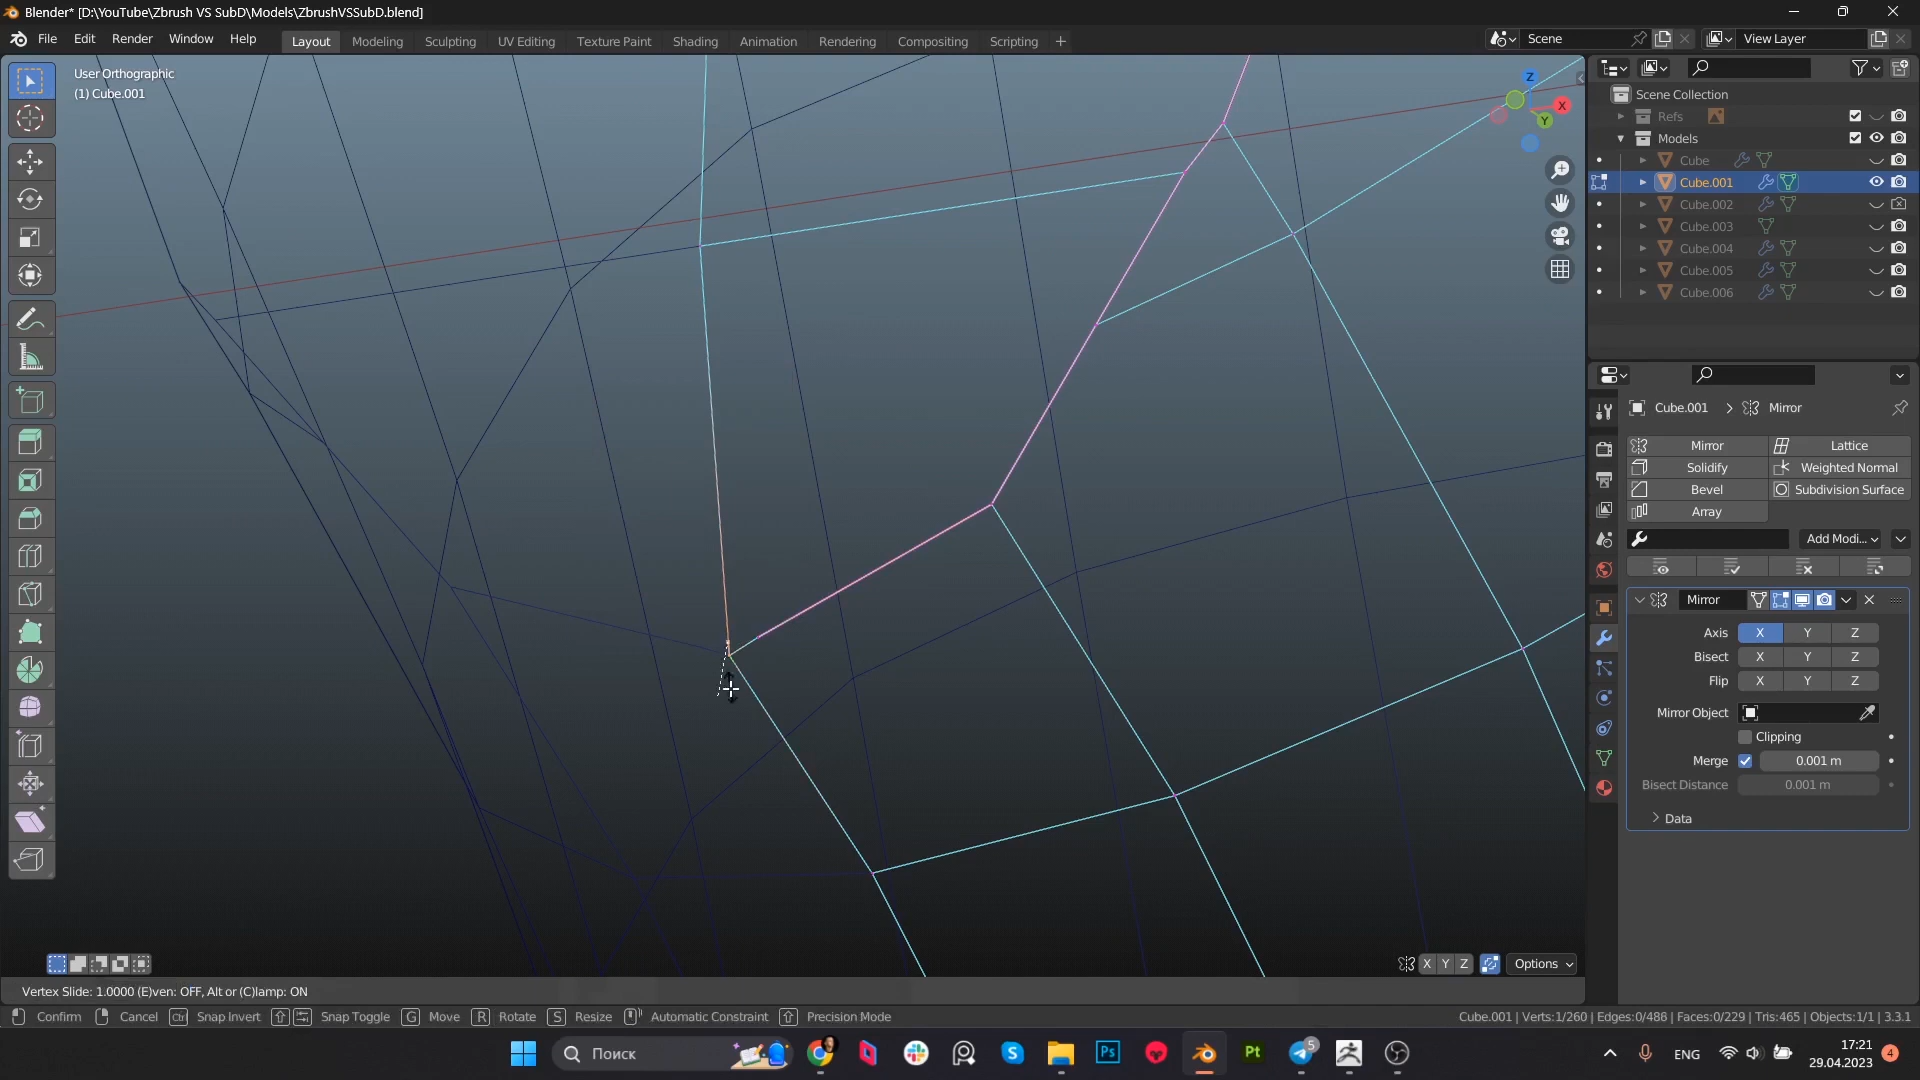 Blender* [D:\YouTube\Zbrush VS SubD\Models\ZbrushVSSubD.blend]
File Edit Render Window Help Layout Modeling Sculpting UV Editing Texture Paint Shading Animation Rendering Compositing Scripting + Scene View Layer
User Orthographic
(1) Cube.001
Z
X
Y
Scene Collection
Refs
Models
Cube
Cube.001
Cube.002
Cube.003
Cube.004
Cube.005
Cube.006
Cube.001 > Mirror
Mirror Lattice
Solidify Weighted Normal
Bevel Subdivision Surface
Array
Add Modi...
Mirror
Axis X Y Z
Bisect X Y Z
Flip X Y Z
Mirror Object
Clipping
Merge 0.001 m
Bisect Distance 0.001 m
> Data
X Y Z Options
Vertex Slide: 1.0000 (E)ven: OFF, Alt or (C)lamp: ON
Confirm Cancel Ctrl Snap Invert Snap Toggle G Move R Rotate S Resize Automatic Constraint Precision Mode Cube.001 | Verts:1/260 | Edges:0/486 | Faces:0/229 | Tris:465 | Objects:1/1 | 3.3.1
Поиск Ps Pt 5 ENG 17:21
29.04.2023 4